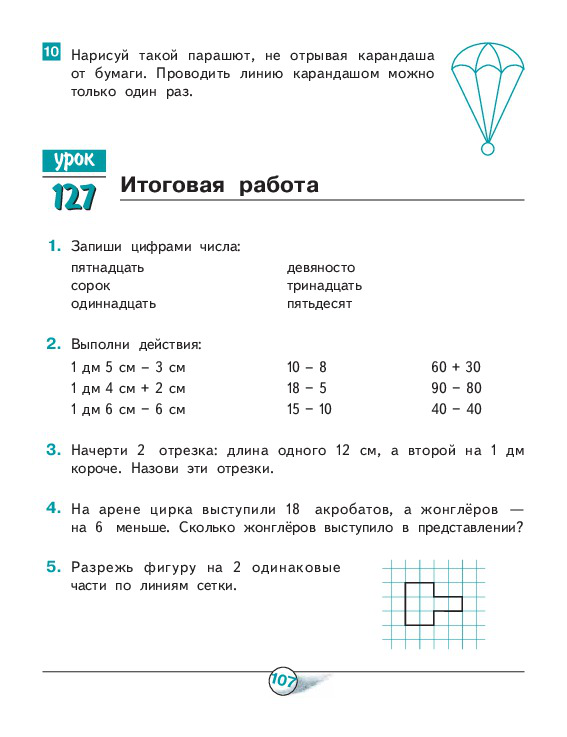 10 Нарисуй такой парашют, не отрывая карандаша
от бумаги. Проводить линию карандашом можно
только один раз.
урок
127
Итоговая работа
1. Запиши цифрами числа:
пятнадцать девяносто
сорок тринадцать
одиннадцать пятьдесят
2. Выполни действия:
1 дм 5 см – 3 см 10 – 8 60 + 30
1 дм 4 см + 2 см 18 – 5 90 – 80
1 дм 6 см – 6 см 15 – 10 40 – 40
3. Начерти 2 отрезка: длина одного 12 см, а второй на 1 дм
короче. Назови эти отрезки.
4. На арене цирка выступили 18 акробатов, а жонглёров —
на 6 меньше. Сколько жонглёров выступило в представлении?
5. Разрежь фигуру на 2 одинаковые
части по линиям сетки.
107